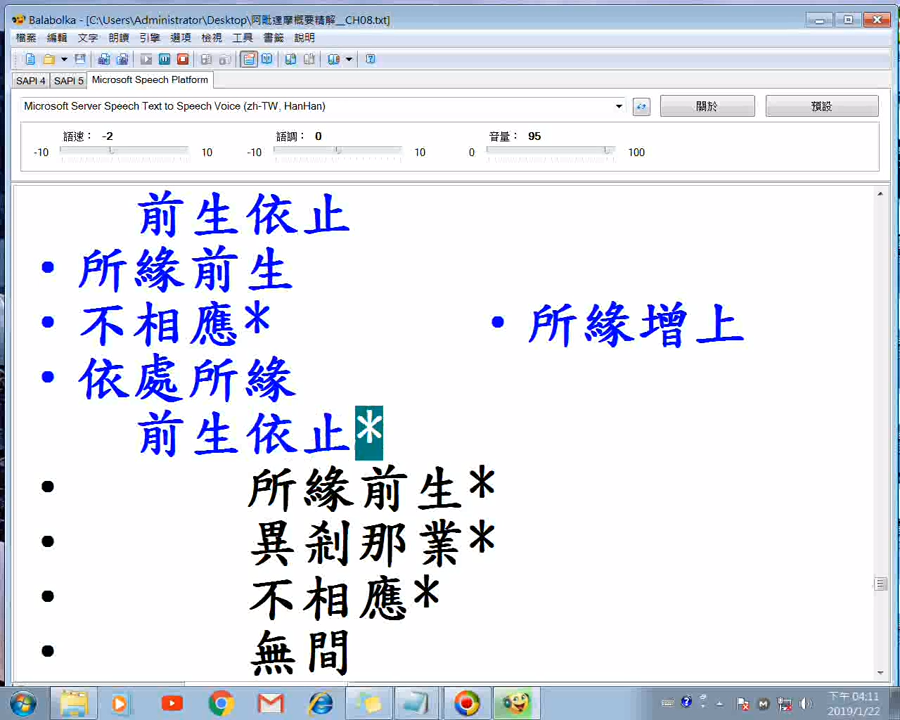 Balabolka - [C:\Users\Administrator\Desktop\阿毗達摩概要精解__CH08.txt]
檔案 編輯 文字 朗讀 引擎 選項 檢視 工具 書籤 說明
SAPI 4 SAPI 5 Microsoft Speech Platform
Microsoft Server Speech Text to Speech Voice (zh-TW, HanHan) 關於 預設
語速： -2 語調： 0 音量： 95
-10 10 -10 10 0 100
前生依止
• 所緣前生
• 不相應* • 所緣增上
• 依處所緣
前生依止*
• 所緣前生*
• 異剎那業*
• 不相應*
• 無間
下午 04:11
2019/1/22